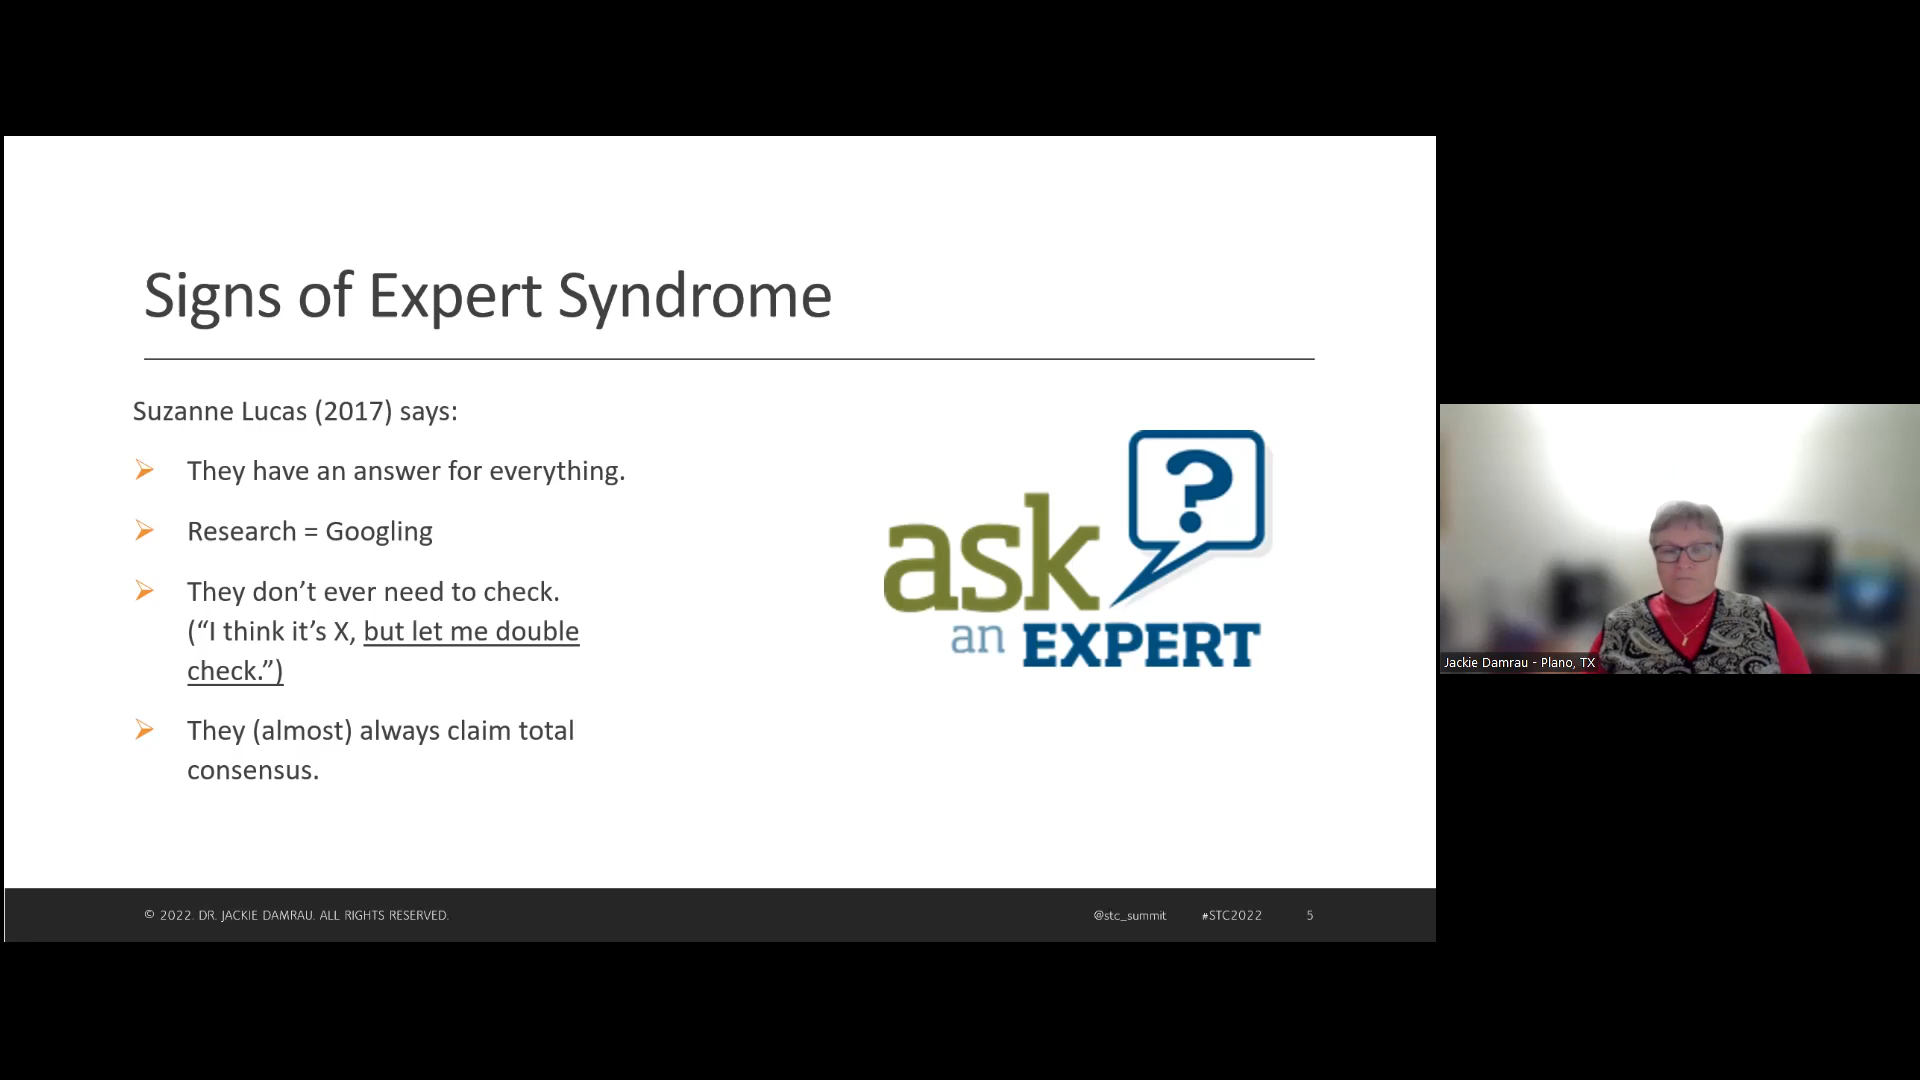 Signs of Expert Syndrome
Suzanne Lucas (2017) says:
They have an answer for everything.
Research = Googling
They don’t ever need to check.
(“I think it’s X, but let me double
check.”)
They (almost) always claim total
consensus.
?
ask
an EXPERT
Jackie Damrau - Plano, TX
© 2022. DR. JACKIE DAMRAU. ALL RIGHTS RESERVED.
@stc_summit #STC2022 5